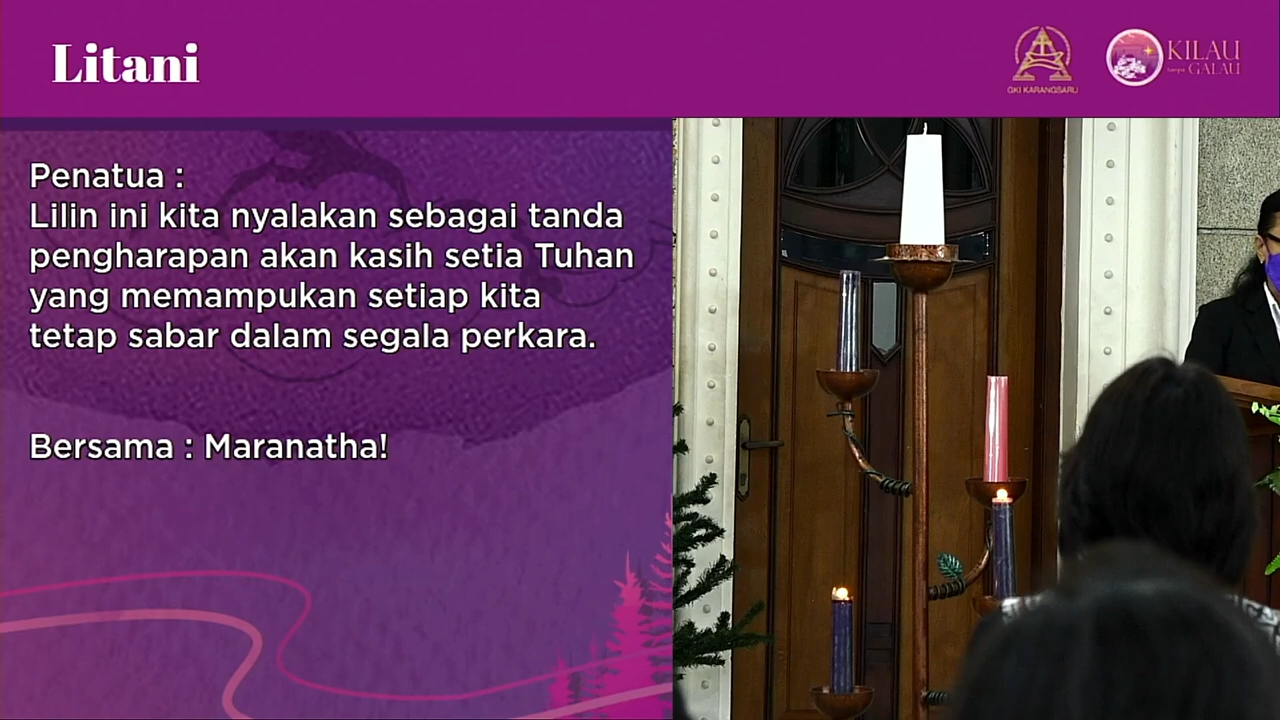 Litani
GKI KARANGSARU
KILAU
tanpa GALAU
Penatua :
Lilin ini kita nyalakan sebagai tanda
pengharapan akan kasih setia Tuhan
yang memampukan setiap kita
tetap sabar dalam segala perkara.
Bersama : Maranatha!